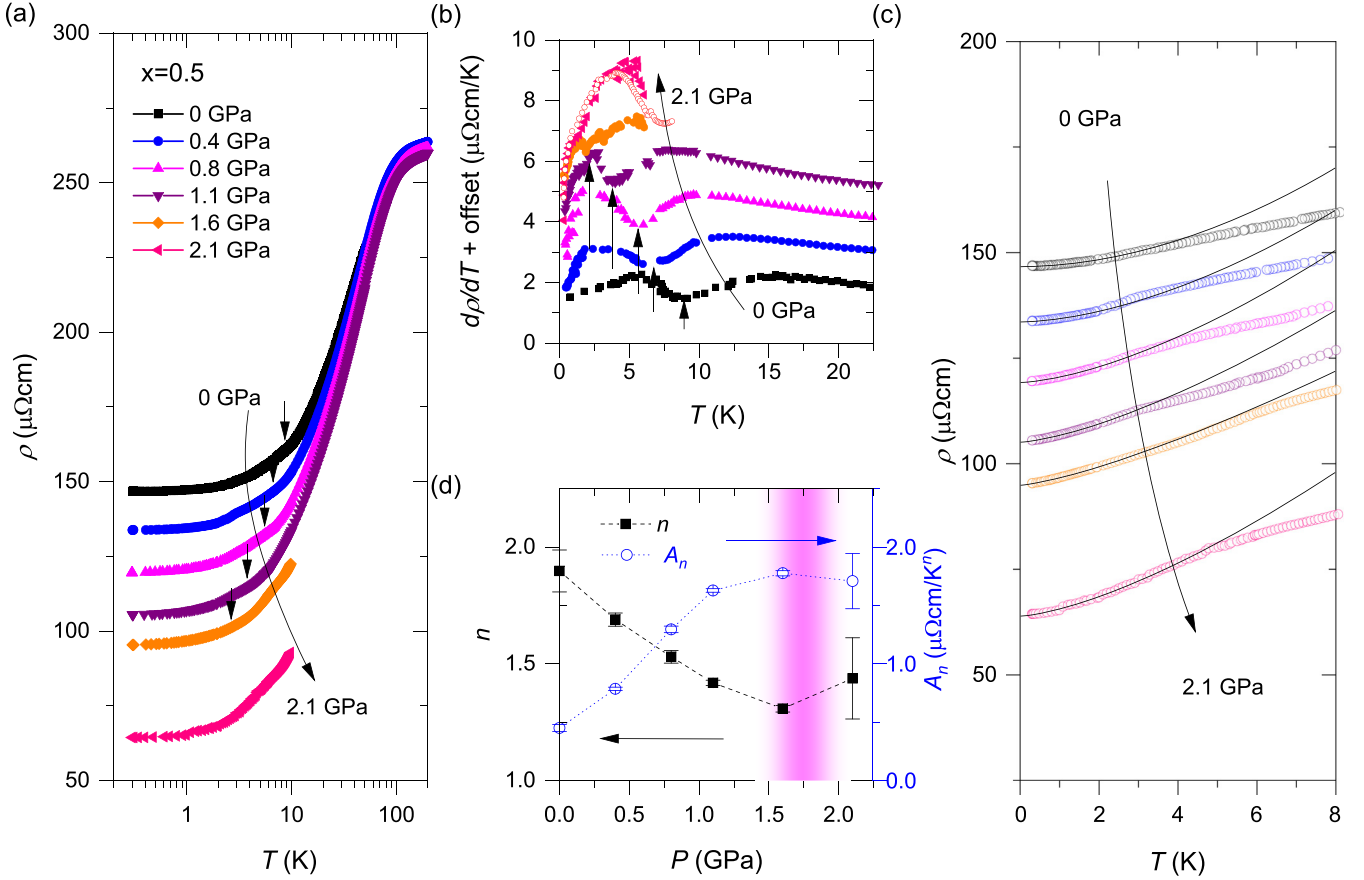 (a)
300
250
200
150
100
50
ρ (μΩcm)
x=0.5
0 GPa
0.4 GPa
0.8 GPa
1.1 GPa
1.6 GPa
2.1 GPa
0 GPa
2.1 GPa
1 10 100
T (K)
(b)
10
8
6
4
2
0
dρ/dT + offset (μΩcm/K)
2.1 GPa
0 GPa
0 5 10 15 20
T (K)
(c)
200
150
100
50
ρ (μΩcm)
0 GPa
2.1 GPa
0 2 4 6 8
T (K)
(d)
2.0
1.5
1.0
n
n
Aₙ
2.0
1.0
0.0
Aₙ (μΩcm/Kⁿ)
0.0 0.5 1.0 1.5 2.0
P (GPa)